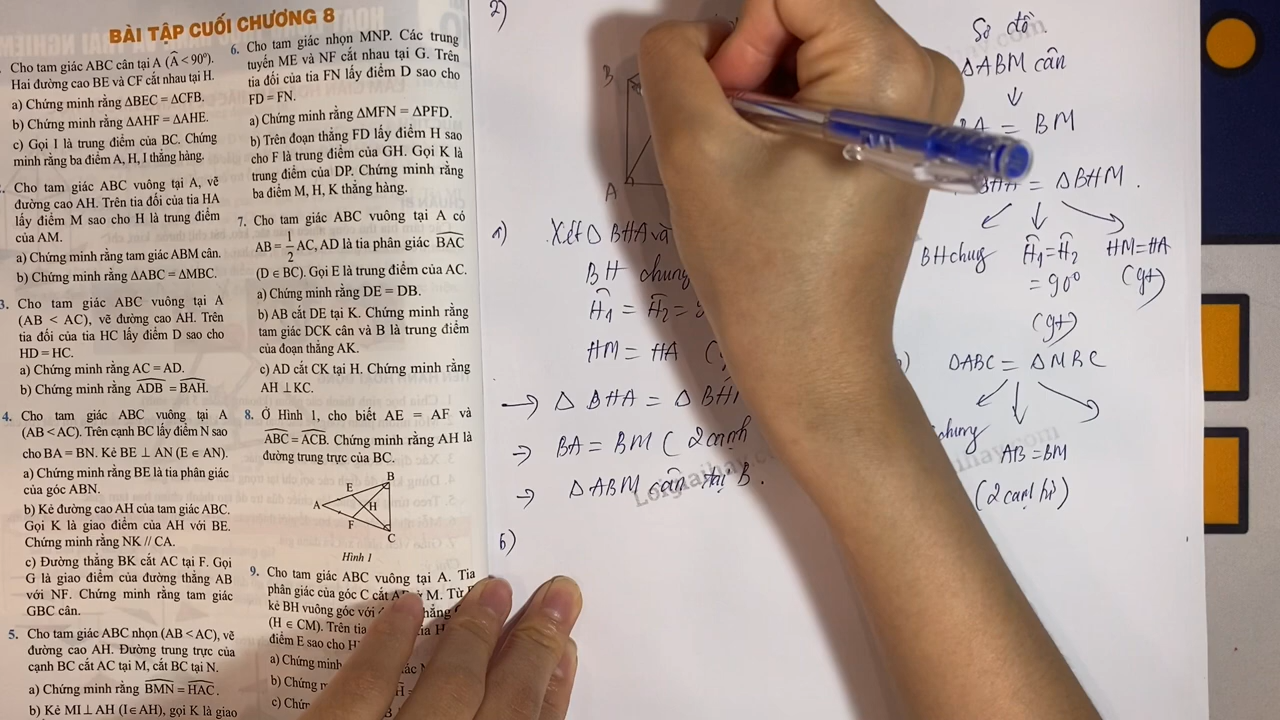 BÀI TẬP CUỐI CHƯƠNG 8
Cho tam giác ABC cân tại A (Â < 90°).
Hai đường cao BE và CF cắt nhau tại H.
a) Chứng minh rằng ΔBEC = ΔCFB.
b) Chứng minh rằng ΔAHF = ΔAHE.
c) Gọi I là trung điểm của BC. Chứng
minh rằng ba điểm A, H, I thẳng hàng.
Cho tam giác ABC vuông tại A, vẽ
đường cao AH. Trên tia đối của tia HA
lấy điểm M sao cho H là trung điểm
của AM.
a) Chứng minh rằng tam giác ABM cân.
b) Chứng minh rằng ΔABC = ΔMBC.
3. Cho tam giác ABC vuông tại A
(AB < AC), vẽ đường cao AH. Trên
tia đối của tia HC lấy điểm D sao cho
HD = HC.
a) Chứng minh rằng AC = AD.
b) Chứng minh rằng ADB = BAH.
4. Cho tam giác ABC vuông tại A
(AB < AC). Trên cạnh BC lấy điểm N sao
cho BA = BN. Kẻ BE ⊥ AN (E ∈ AN).
a) Chứng minh rằng BE là tia phân giác
của góc ABN.
b) Kẻ đường cao AH của tam giác ABC.
Gọi K là giao điểm của AH với BE.
Chứng minh rằng NK // CA.
c) Đường thẳng BK cắt AC tại F. Gọi
G là giao điểm của đường thẳng AB
với NF. Chứng minh rằng tam giác
GBC cân.
5. Cho tam giác ABC nhọn (AB < AC), vẽ
đường cao AH. Đường trung trực của
cạnh BC cắt AC tại M, cắt BC tại N.
a) Chứng minh rằng BMN = HAC.
b) Kẻ MI ⊥ AH (I ∈ AH), gọi K là giao
6. Cho tam giác nhọn MNP. Các trung
tuyến ME và NF cắt nhau tại G. Trên
tia đối của tia FN lấy điểm D sao cho
FD = FN.
a) Chứng minh rằng ΔMFN = ΔPFD.
b) Trên đoạn thẳng FD lấy điểm H sao
cho F là trung điểm của GH. Gọi K là
trung điểm của DP. Chứng minh rằng
ba điểm M, H, K thẳng hàng.
7. Cho tam giác ABC vuông tại A có
AB = 1/2 AC, AD là tia phân giác BAC
(D ∈ BC). Gọi E là trung điểm của AC.
a) Chứng minh rằng DE = DB.
b) AB cắt DE tại K. Chứng minh rằng
tam giác DCK cân và B là trung điểm
của đoạn thẳng AK.
c) AD cắt CK tại H. Chứng minh rằng
AH ⊥ KC.
8. Ở Hình 1, cho biết AE = AF và
ABC = ACB. Chứng minh rằng AH là
đường trung trực của BC.
B
E
A
H
F
C
Hình 1
9. Cho tam giác ABC vuông tại A. Tia
phân giác của góc C cắt M. Từ
kẻ BH vuông góc với
(H ∈ CM). Trên tia
điểm E sao cho
a) Chứng minh
b) Chứng
c)
2)
B
A
a) Xét Δ BHA và
BH chung
Ĥ1 = Ĥ2 =
HM = HA
→ Δ BHA =
→ BA = BM ( 2 cạnh
→ Δ ABM cân tại B.
b)
Sơ đồ
ΔABM cân
= BM
= ΔBHM.
BH chung Ĥ1 = Ĥ2 HM = HA
= 90° (gt)
(gt)
ΔABC = ΔMBC
chung
AB = BM
(2 cạnh)
Loigiaihay.com